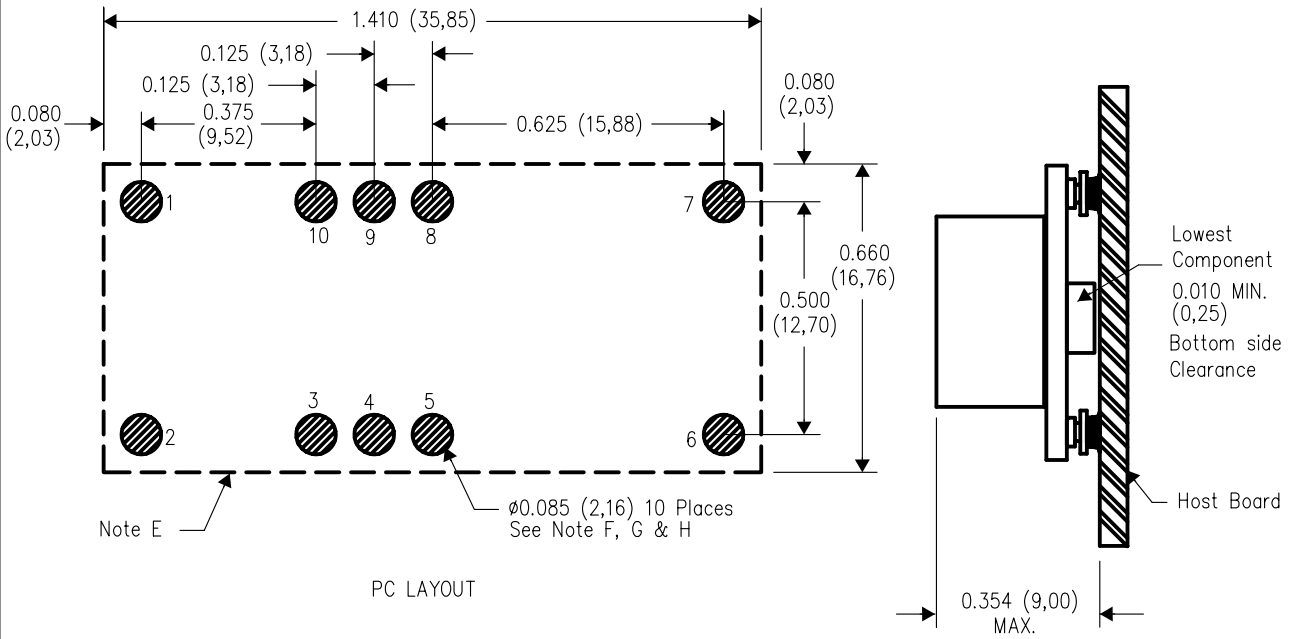 1.410 (35,85)
0.125 (3,18)
0.125 (3,18)
0.080
(2,03)
0.375
(9,52)
0.625 (15,88)
0.080
(2,03)
1
10
9
8
7
0.660
(16,76)
0.500
(12,70)
2
3
4
5
6
Note E
ø0.085 (2,16) 10 Places
See Note F, G & H
PC LAYOUT
Lowest
Component
0.010 MIN.
(0,25)
Bottom side
Clearance
Host Board
0.354 (9,00)
MAX.